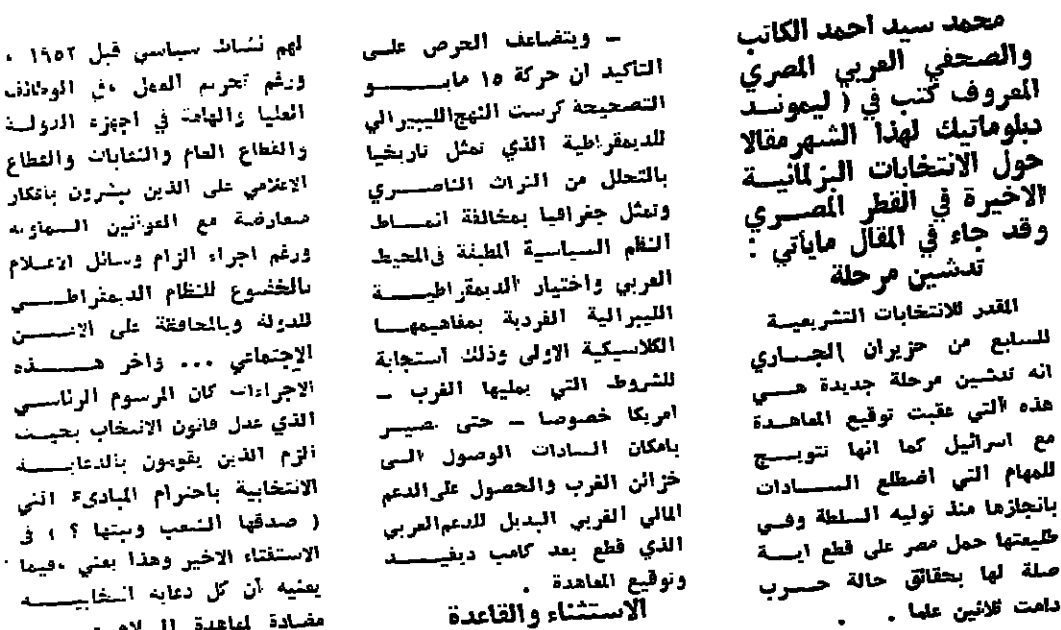 محمد سيد احمد الكاتب
والصحفي العربي المصري
المعروف كتب في ( ليموند
دبلوماتيك لهذا الشهر مقالا
حول الانتخابات البرلمانية
الاخيرة في القطر المصري
وقد جاء في المقال مايأتي :
تدشين مرحلة
المقدر للانتخابات التشريعية
للسابع من حزيران الجاري
انه تدشين مرحلة جديدة هي
هذه التي عقبت توقيع المعاهدة
مع اسرائيل كما انها تتويج
للمهام التي اضطلع السادات
بانجازها منذ توليه السلطة وفي
طليعتها حمل مصر على قطع اية
صلة لها بحقائق حالة حرب
دامت ثلاثين علما .
ـ ويتضاعف الحرص على
التأكيد ان حركة ١٥ مايو
التصحيحة كرست النهج الليبيرالي
للديمقراطية الذي تمثل تاريخيا
بالتحلل من التراث الناصري
وتمثل جغرافيا بمخالفة انماط
النظم السياسية المطبقة في المحيط
العربي واختيار الديمقراطية
الليبرالية الفردية بمفاهيمها
الكلاسيكية الاولى وذلك استجابة
للشروط التي يمليها الغرب ـ
امريكا خصوصا ـ حتى يصير
بامكان السادات الوصول الى
خزائن الغرب والحصول على الدعم
المالي الغربي البديل للدعم العربي
الذي قطع بعد كامب ديفيد
وتوقيع المعاهدة .
الاستثناء والقاعدة
لهم نشاط سياسي قبل ١٩٥٢ ،
ورغم تحريم العمل في الوظائف
العليا والهامة في اجهزة الدولة
والقطاع العام والنقابات والقطاع
الاعلامي على الذين يبشرون بافكار
متعارضة مع القوانين السماوية
ورغم اجراء الزام وسائل الاعلام
بالخضوع للنظام الديمقراطي
للدولة وبالمحافظة على الامن
الاجتماعي ... واخر هذه
الاجراءات كان المرسوم الرئاسي
الذي عدل قانون الانتخاب بحيث
الزم الذين يقومون بالدعاية
الانتخابية باحترام المبادىء التي
( صدقها الشعب وبيتها ؟ ) في
الاستفتاء الاخير وهذا يعني ، فيما
يعنيه أن كل دعاية انتخابية
مضادة لمعاهدة